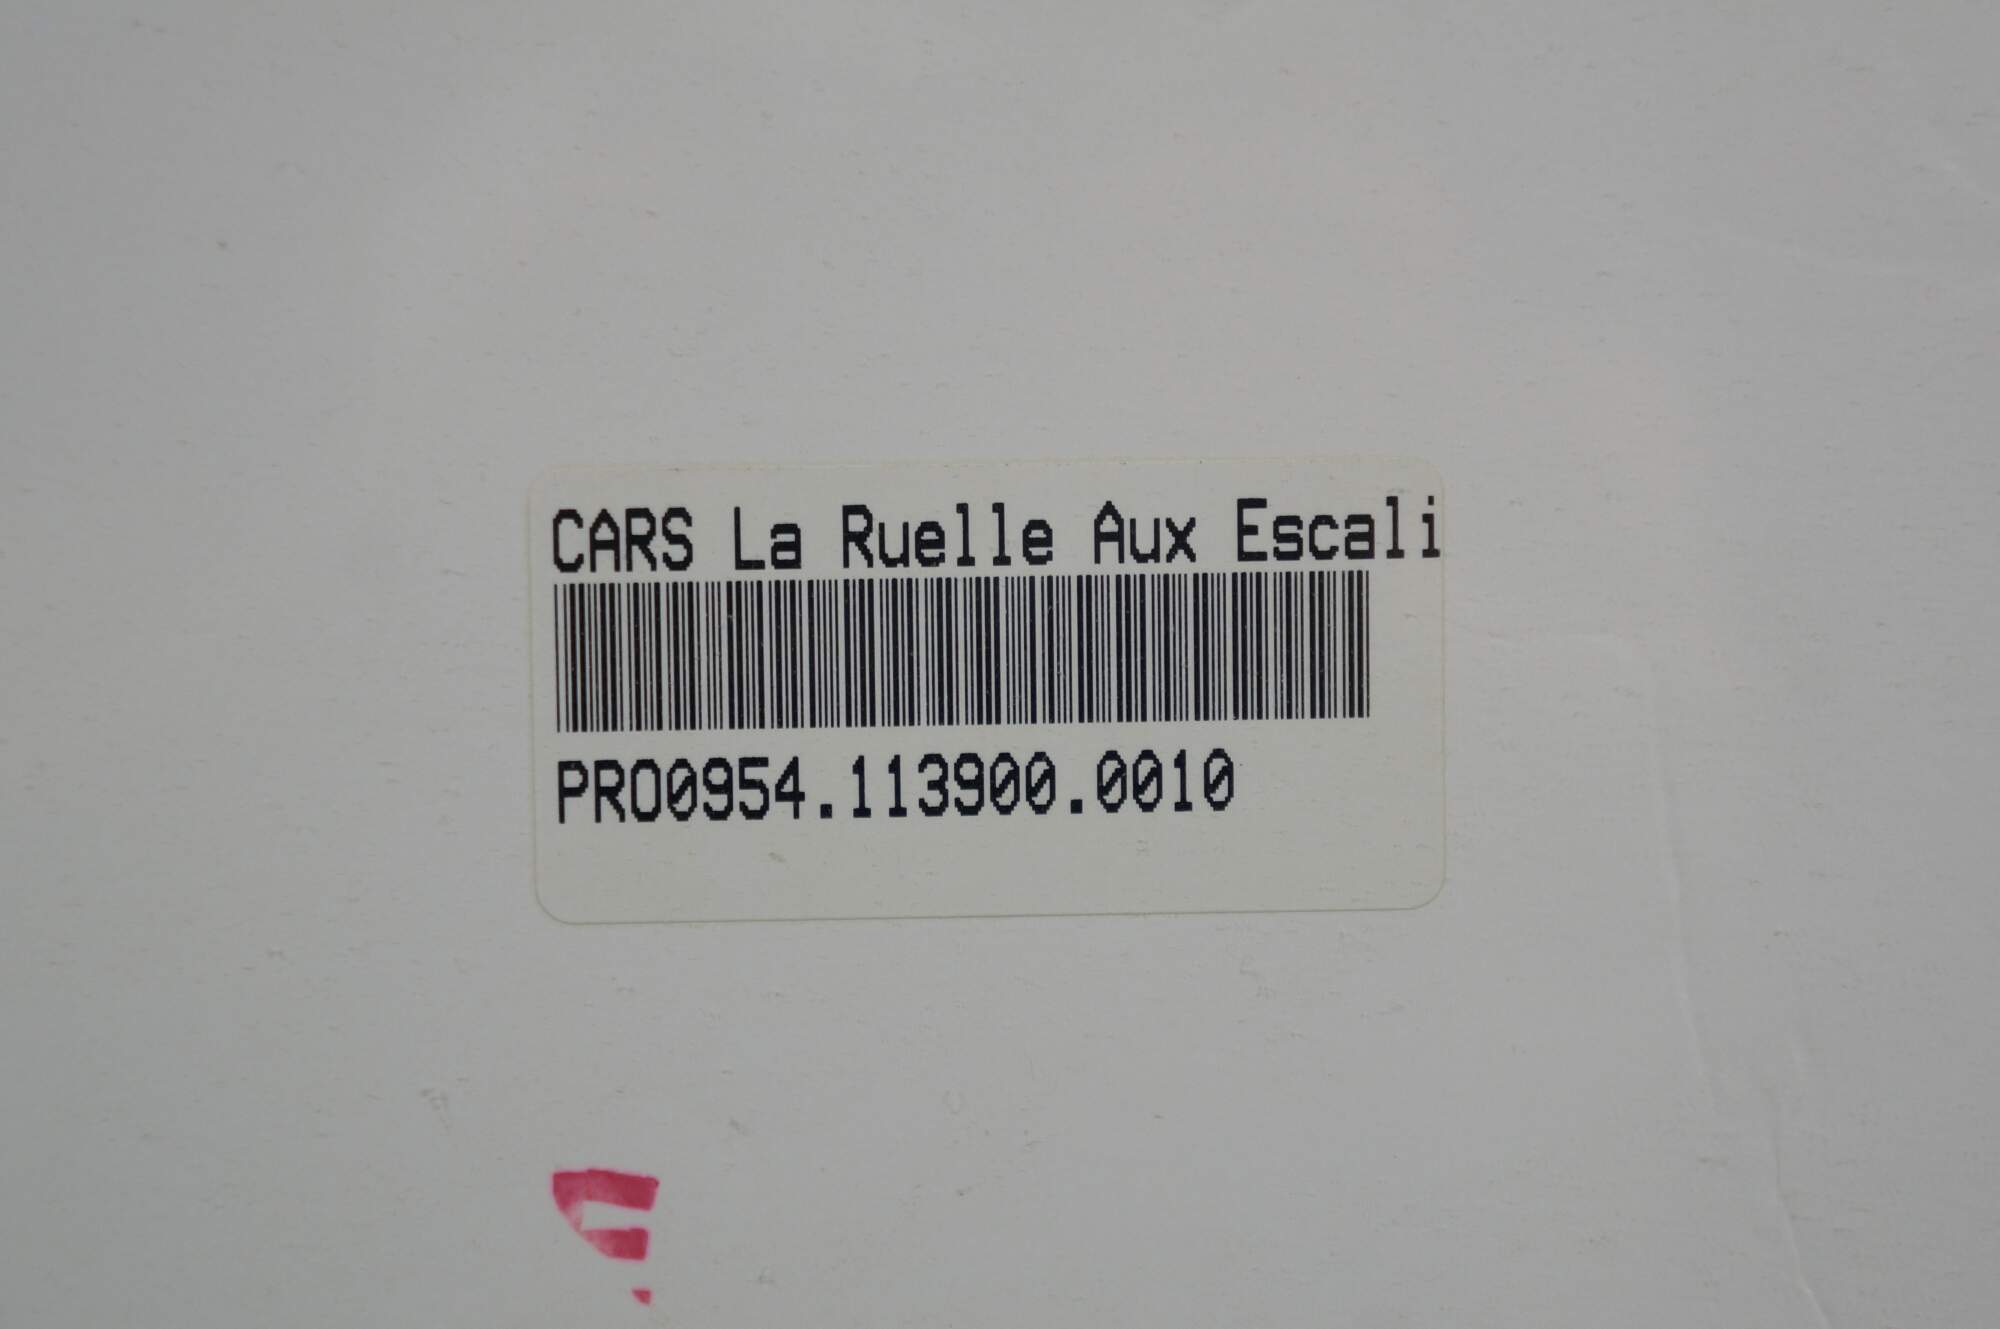 CARS La Ruelle Aux Escali
PRO0954.113900.0010